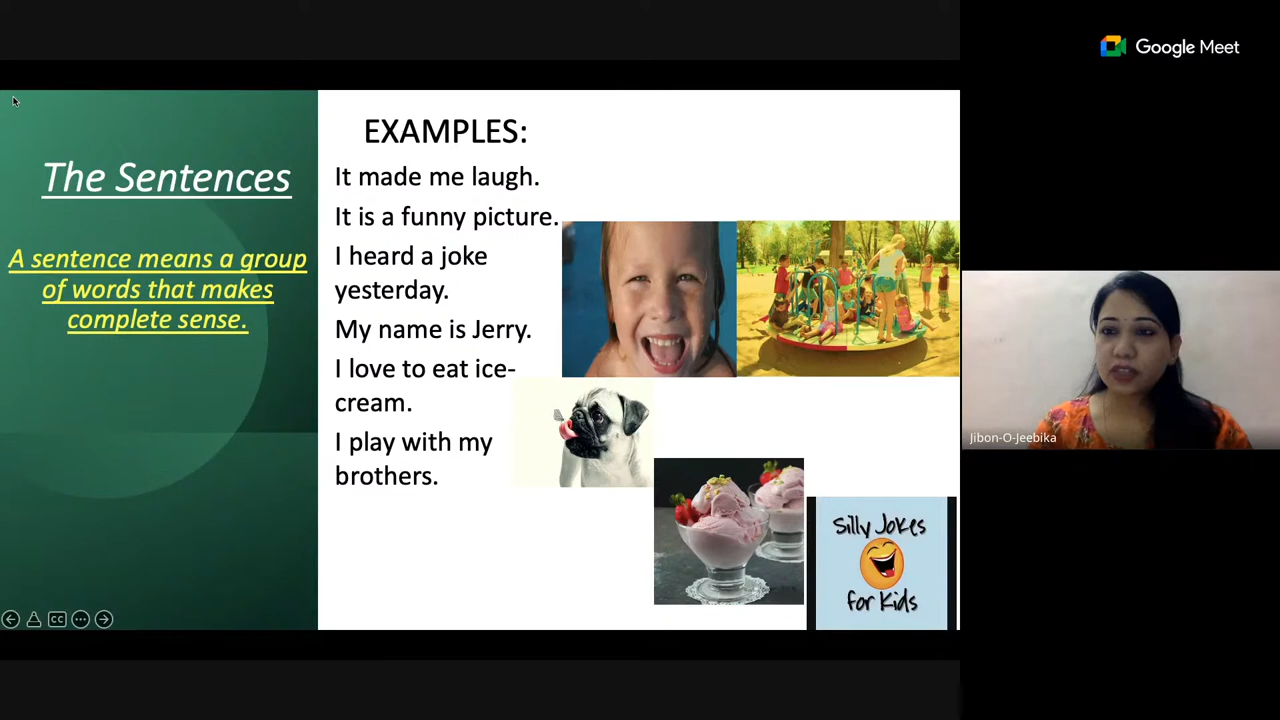 Google Meet
The Sentences
A sentence means a group
of words that makes
complete sense.
EXAMPLES:
It made me laugh.
It is a funny picture.
I heard a joke
yesterday.
My name is Jerry.
I love to eat ice-
cream.
I play with my
brothers.
Silly Jokes
for Kids
CC
Jibon-O-Jeebika